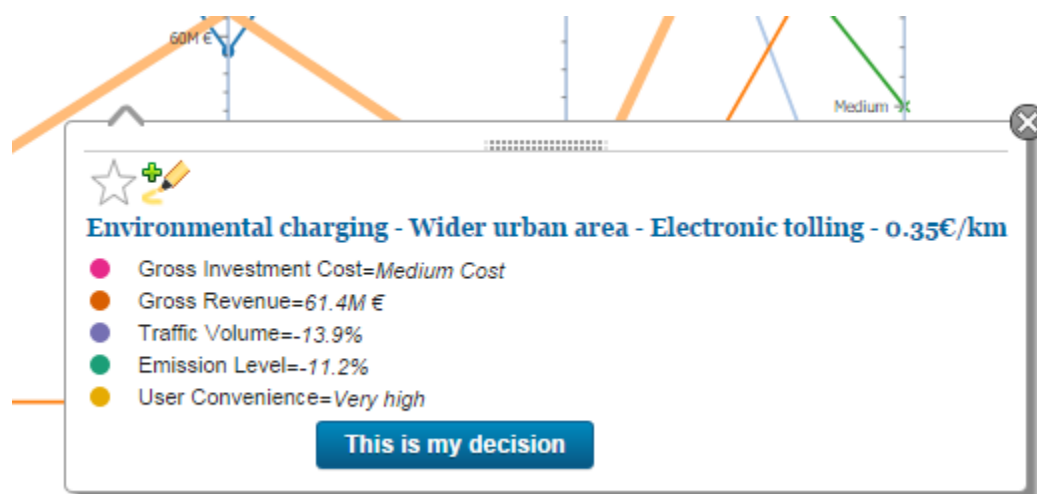 60M €
Medium
Environmental charging - Wider urban area - Electronic tolling - 0.35€/km
Gross Investment Cost=Medium Cost
Gross Revenue=61.4M €
Traffic Volume=-13.9%
Emission Level=-11.2%
User Convenience=Very high
This is my decision